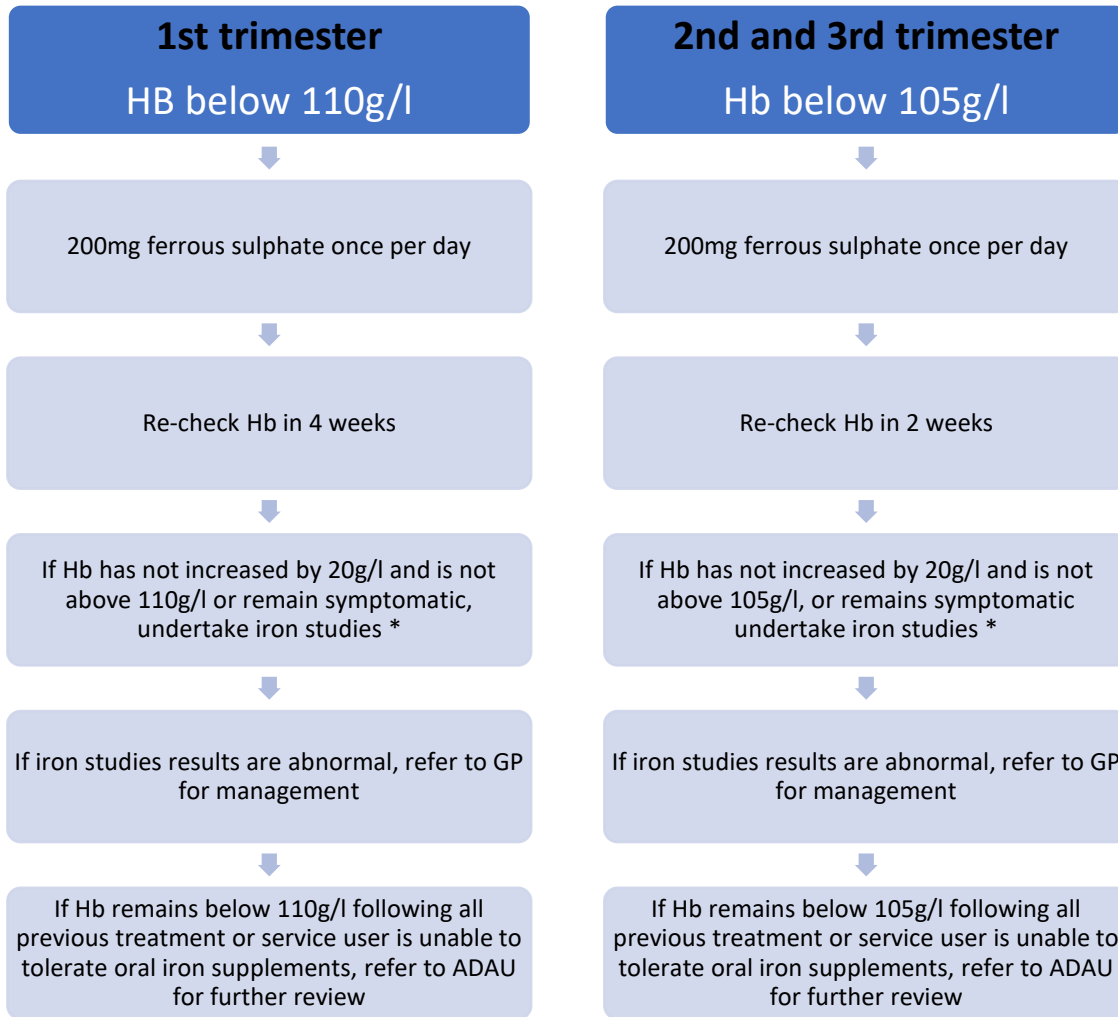 1st trimester
HB below 110g/l
200mg ferrous sulphate once per day
Re-check Hb in 4 weeks
If Hb has not increased by 20g/l and is not
above 110g/l or remain symptomatic,
undertake iron studies *
If iron studies results are abnormal, refer to GP
for management
If Hb remains below 110g/l following all
previous treatment or service user is unable to
tolerate oral iron supplements, refer to ADAU
for further review
2nd and 3rd trimester
Hb below 105g/l
200mg ferrous sulphate once per day
Re-check Hb in 2 weeks
If Hb has not increased by 20g/l and is not
above 105g/l, or remains symptomatic
undertake iron studies *
If iron studies results are abnormal, refer to GP
for management
If Hb remains below 105g/l following all
previous treatment or service user is unable to
tolerate oral iron supplements, refer to ADAU
for further review